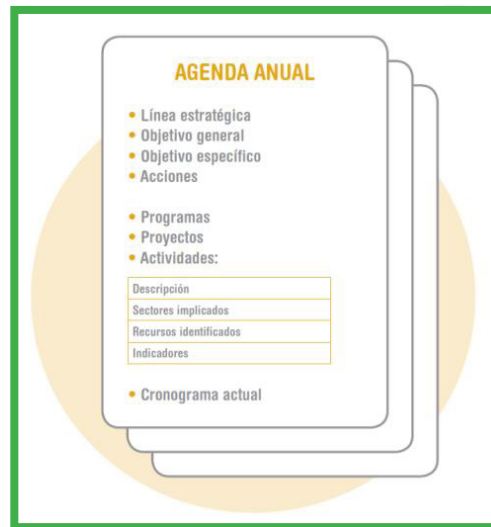 AGENDA ANUAL
• Línea estratégica
• Objetivo general
• Objetivo específico
• Acciones
• Programas
• Proyectos
• Actividades:
Descripción
Sectores implicados
Recursos identificados
Indicadores
• Cronograma actual